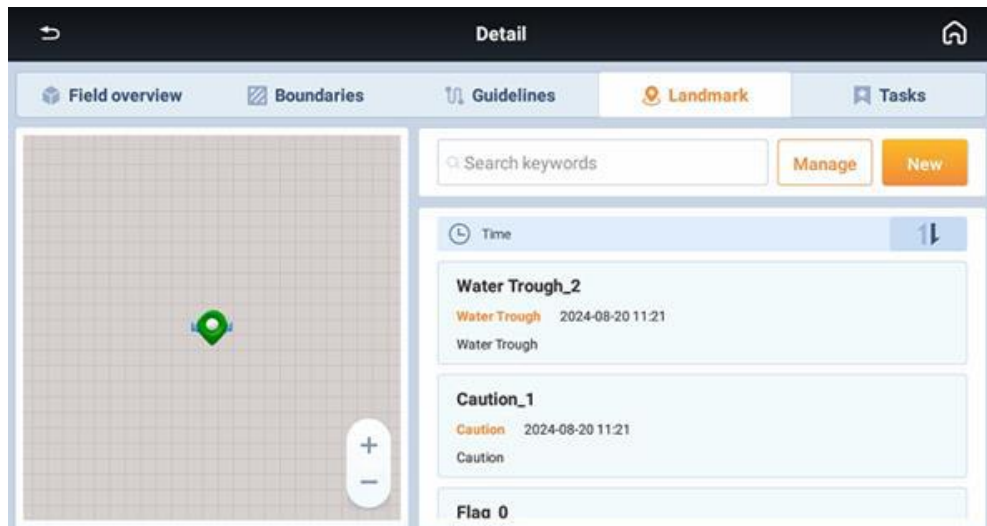 Detail
Field overview
Boundaries
Guidelines
Landmark
Tasks
Search keywords
Manage
New
Time
Water Trough_2
Water Trough 2024-08-20 11:21
Water Trough
Caution_1
Caution 2024-08-20 11:21
Caution
Flag_0